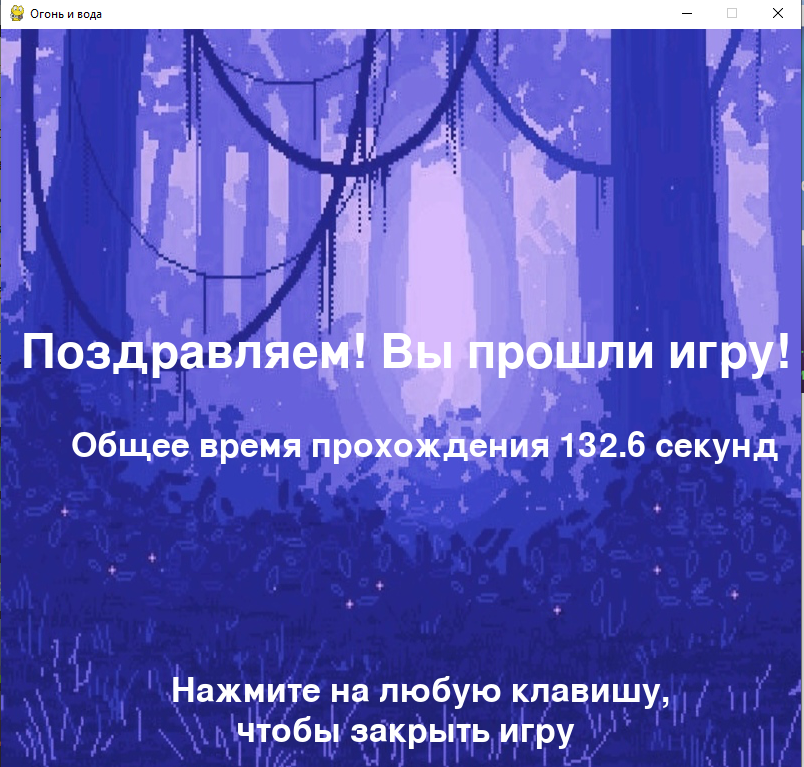 Огонь и вода
Поздравляем! Вы прошли игру!
Общее время прохождения 132.6 секунд
Нажмите на любую клавишу,
чтобы закрыть игру